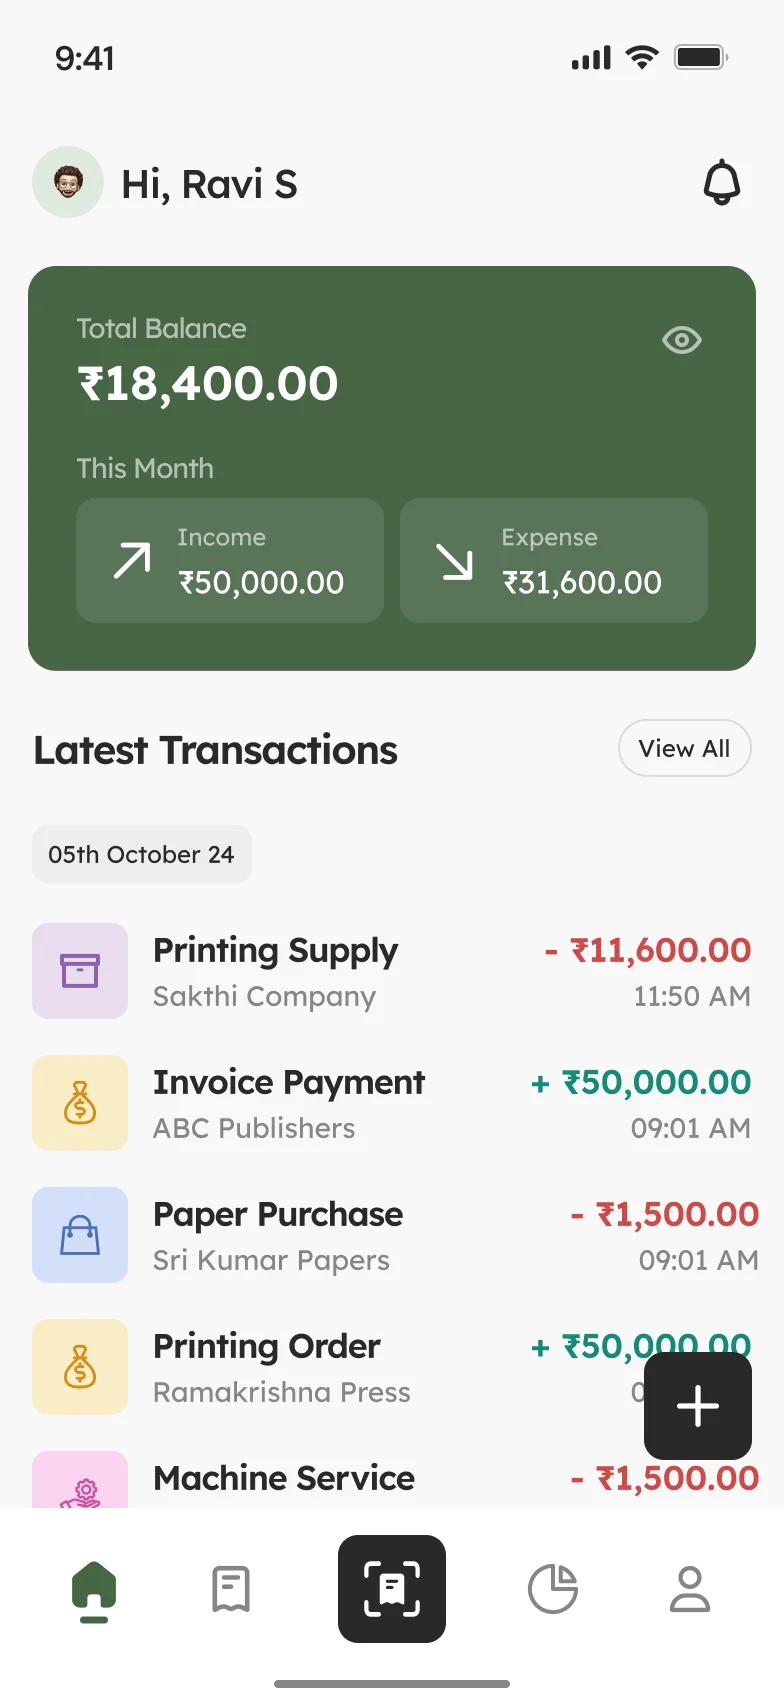 9:41
Hi, Ravi S
Total Balance
₹18,400.00
This Month
Income
₹50,000.00
Expense
₹31,600.00
Latest Transactions
View All
05th October 24
Printing Supply
- ₹11,600.00
Sakthi Company
11:50 AM
Invoice Payment
+ ₹50,000.00
ABC Publishers
09:01 AM
Paper Purchase
- ₹1,500.00
Sri Kumar Papers
09:01 AM
Printing Order
+ ₹50,000.00
Ramakrishna Press
Machine Service
- ₹1,500.00